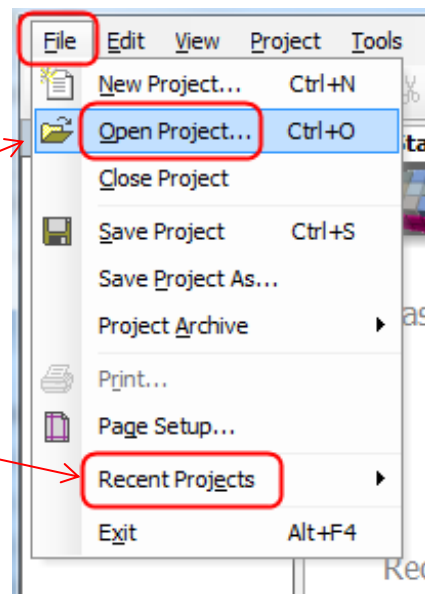 File Edit View Project Tools
New Project... Ctrl+N
Open Project... Ctrl+O
Close Project
Save Project Ctrl+S
Save Project As...
Project Archive
Print...
Page Setup...
Recent Projects
Exit Alt+F4